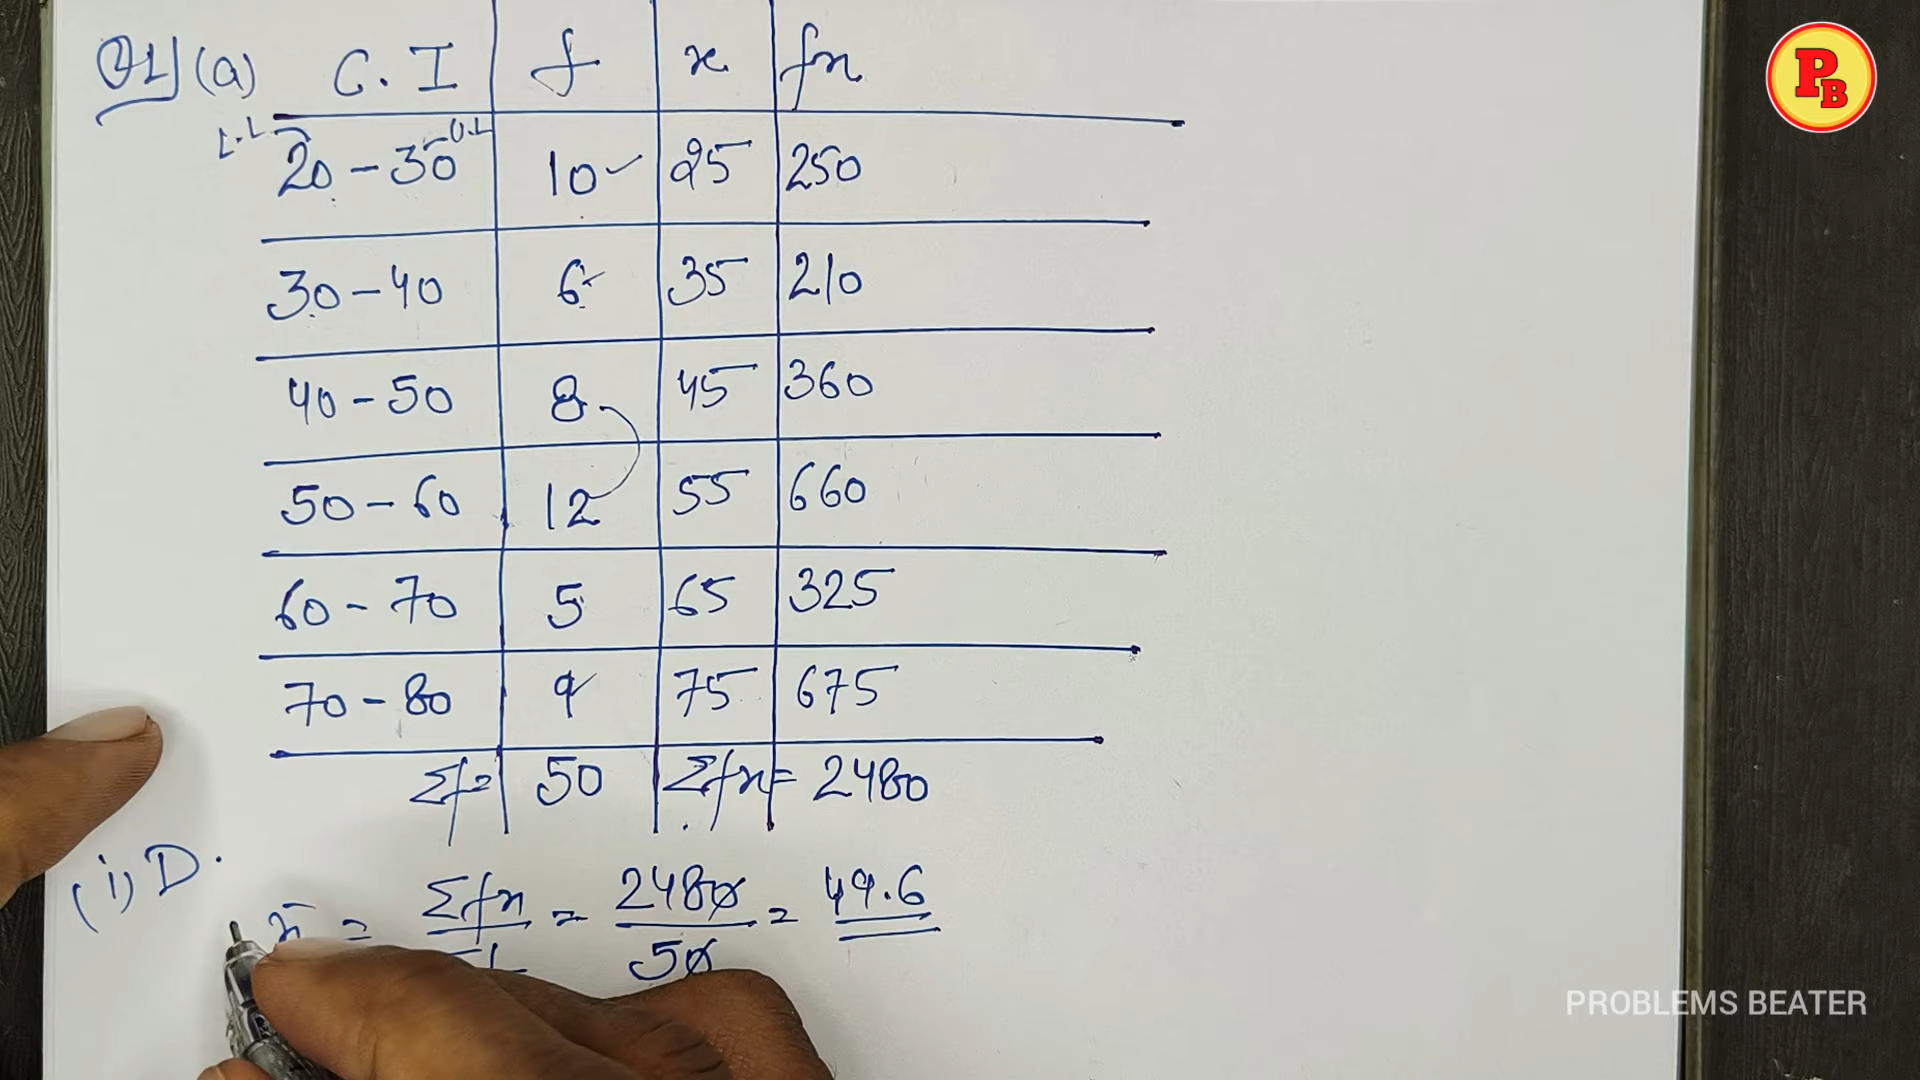 Q1) (a) C.I f x fx
L.L U.L
20 - 30 10 25 250
30 - 40 6 35 210
40 - 50 8 45 360
50 - 60 12 55 660
60 - 70 5 65 325
70 - 80 9 75 675
Σf= 50 Σfx = 2480
(i) D.
x̄ = Σfx = 2480 = 49.6
50
PB
PROBLEMS BEATER